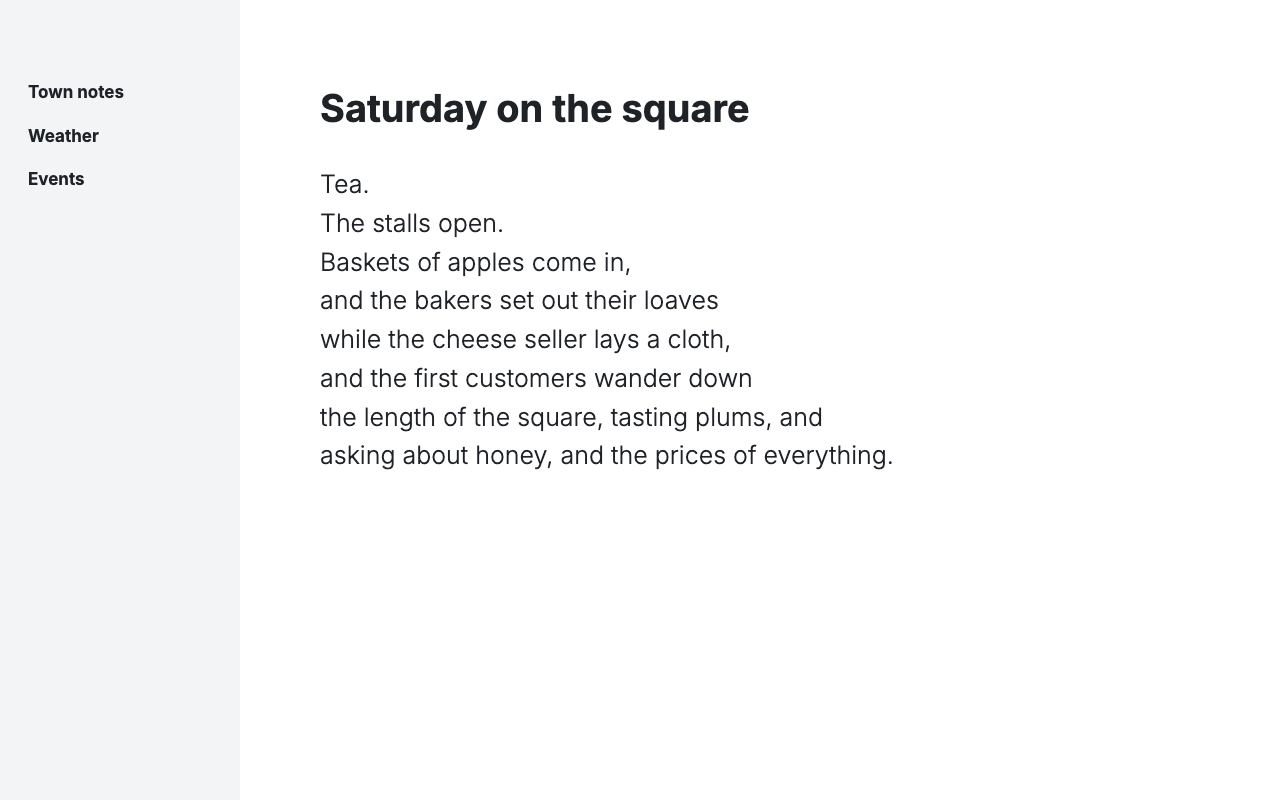 Town notes
Weather
Events
Saturday on the square
Tea.
The stalls open.
Baskets of apples come in,
and the bakers set out their loaves
while the cheese seller lays a cloth,
and the first customers wander down
the length of the square, tasting plums, and
asking about honey, and the prices of everything.